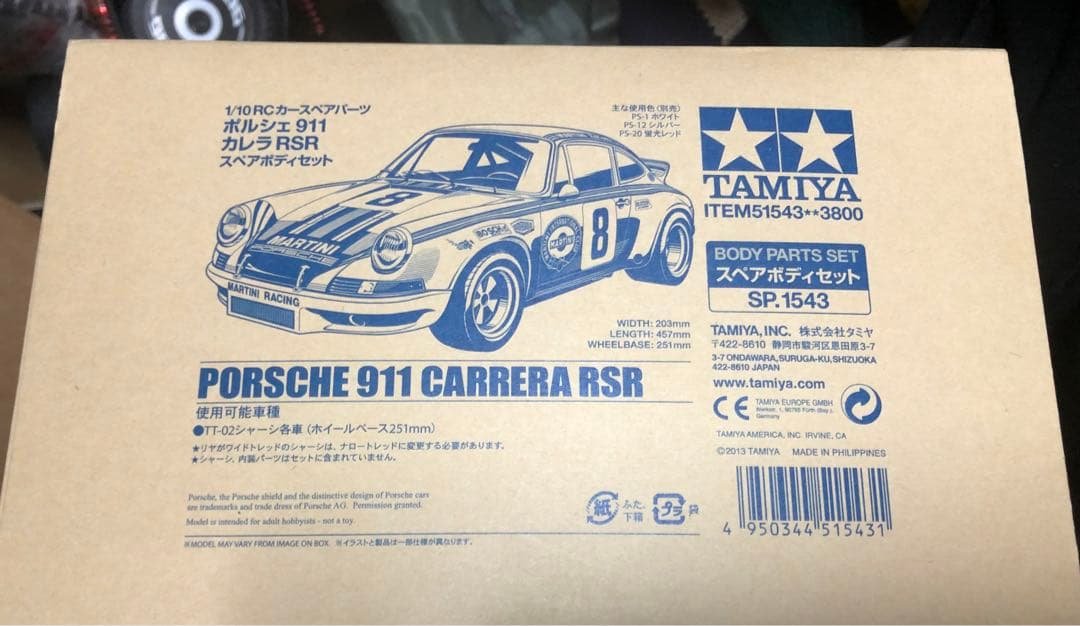 1/10 RCカースペアパーツ
ポルシェ 911
カレラ RSR
スペアボディセット
主な使用色 (別売)
PS-1 ホワイト
PS-12 シルバー
PS-20 蛍光レッド
TAMIYA
ITEM51543**3800
BODY PARTS SET
スペアボディセット
SP.1543
8
MARTINI
BOSCH
MARTINI
8
MARTINI RACING
WIDTH: 203mm
LENGTH: 457mm
WHEELBASE: 251mm
PORSCHE 911 CARRERA RSR
使用可能車種
●TT-02シャーシ各車 (ホイールベース251mm)
★リヤがワイドトレッドのシャーシは、ナロートレッドに変更する必要があります。
★シャーシ、内装パーツはセットに含まれていません。
TAMIYA, INC. 株式会社タミヤ
〒422-8610 静岡市駿河区恩田原3-7
3-7 ONDAWARA, SURUGA-KU, SHIZUOKA
422-8610 JAPAN
www.tamiya.com
CE
TAMIYA EUROPE GMBH
Germany
TAMIYA AMERICA, INC. IRVINE, CA
©2013 TAMIYA MADE IN PHILIPPINES
Porsche, the Porsche shield and the distinctive design of Porsche cars
are trademarks and trade dress of Porsche AG. Permission granted.
Model is intended for adult hobbyists - not a toy.
紙 ふた、
下箱
プラ 袋
※MODEL MAY VARY FROM IMAGE ON BOX. ※イラストと製品は一部仕様が異なります。
4 950344 515431